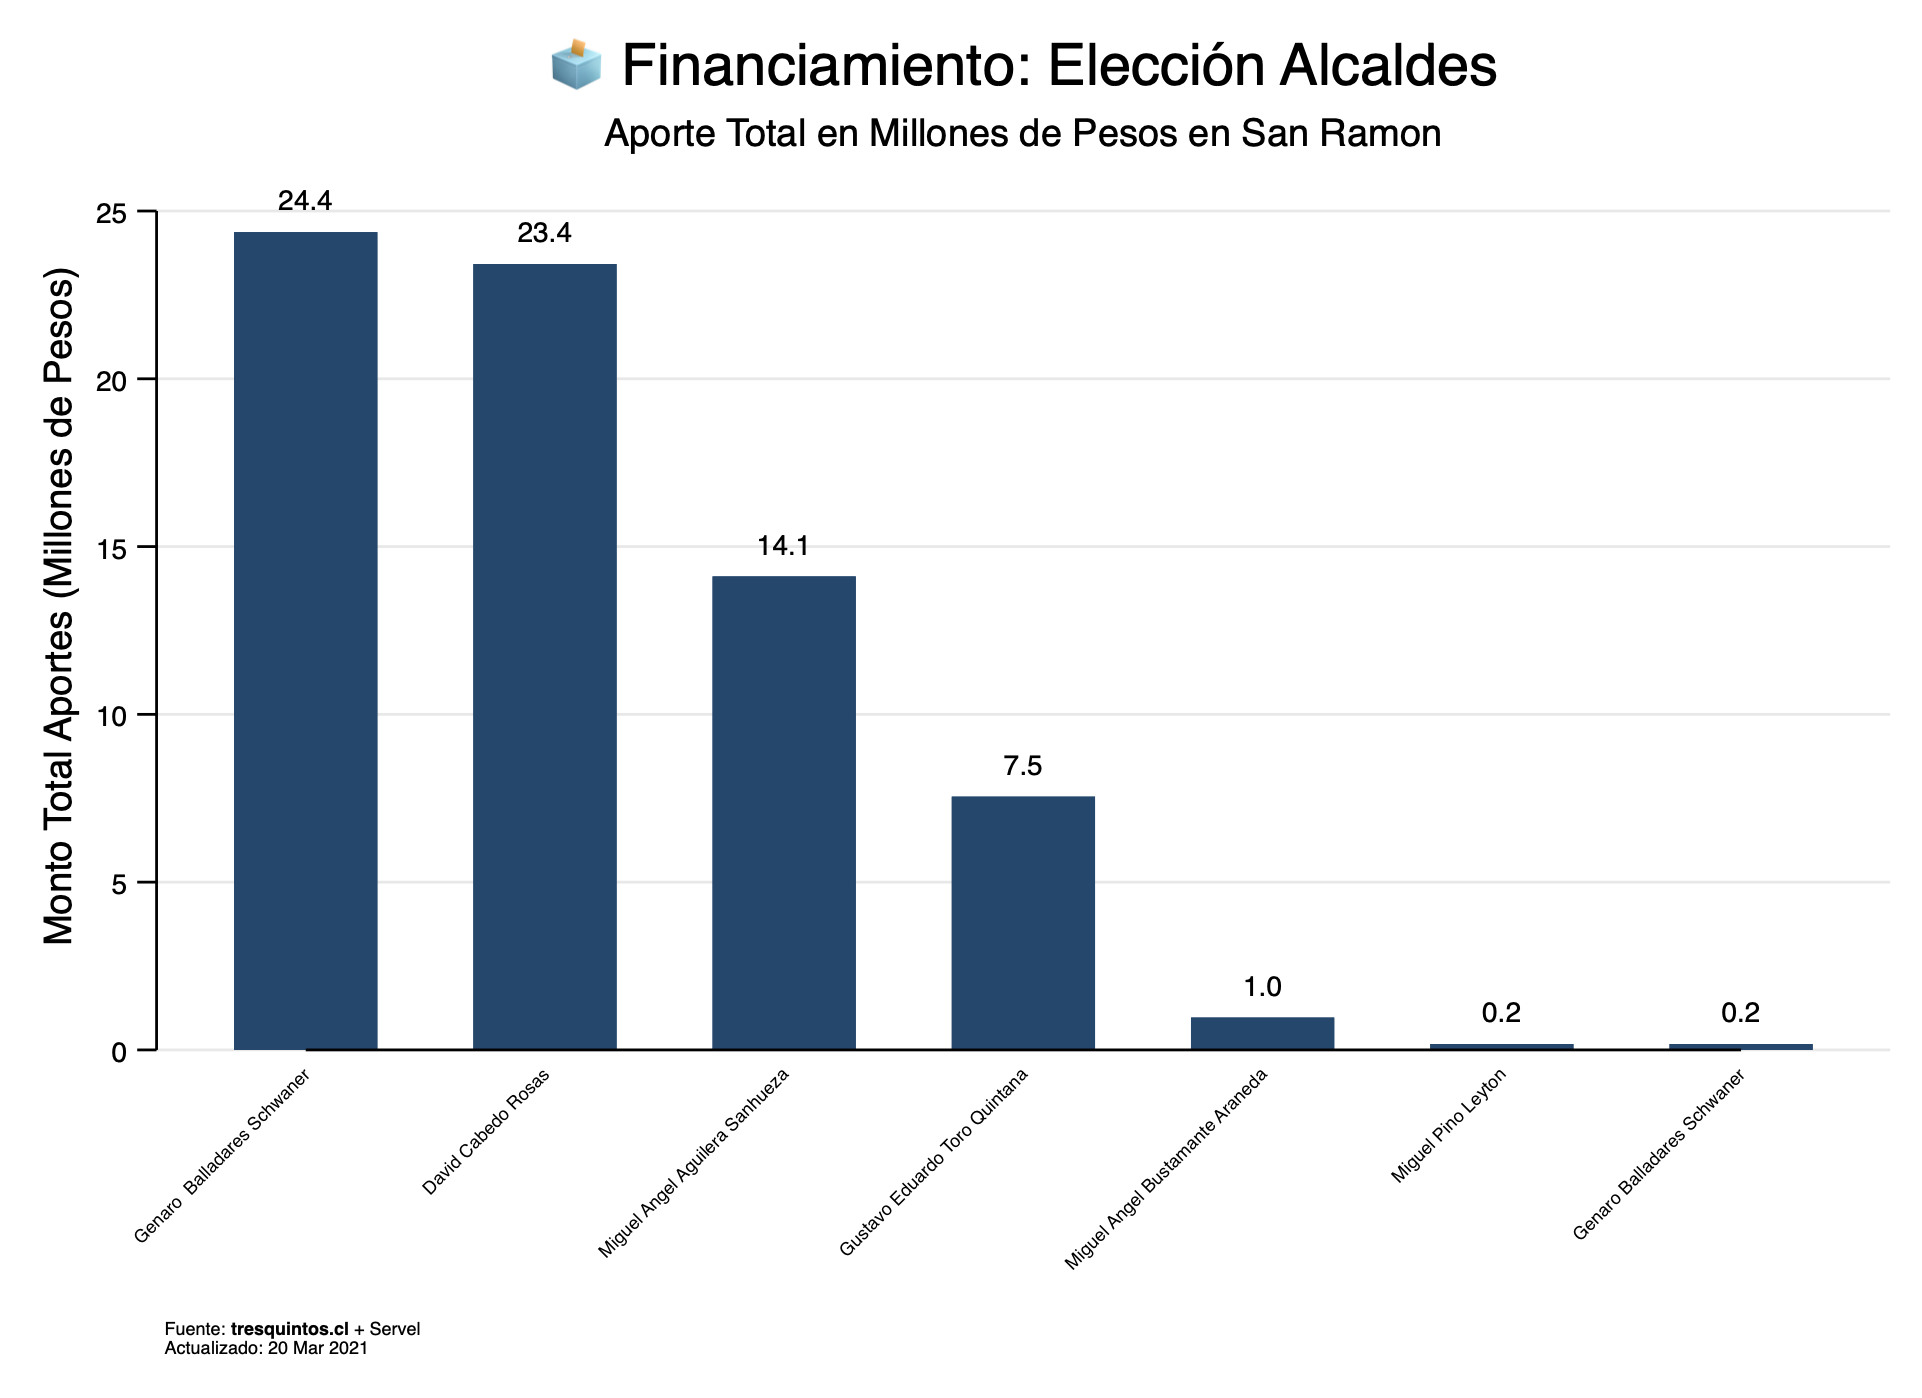 Financiamiento: Elección Alcaldes
Aporte Total en Millones de Pesos en San Ramon
Monto Total Aportes (Millones de Pesos)
25
20
15
10
5
0
24.4
23.4
14.1
7.5
1.0
0.2
0.2
Genaro  Balladares Schwaner
David Cabedo Rosas
Miguel Angel Aguilera Sanhueza
Gustavo Eduardo Toro Quintana
Miguel Angel Bustamante Araneda
Miguel Pino Leyton
Genaro Balladares Schwaner
Fuente: tresquintos.cl + Servel
Actualizado: 20 Mar 2021